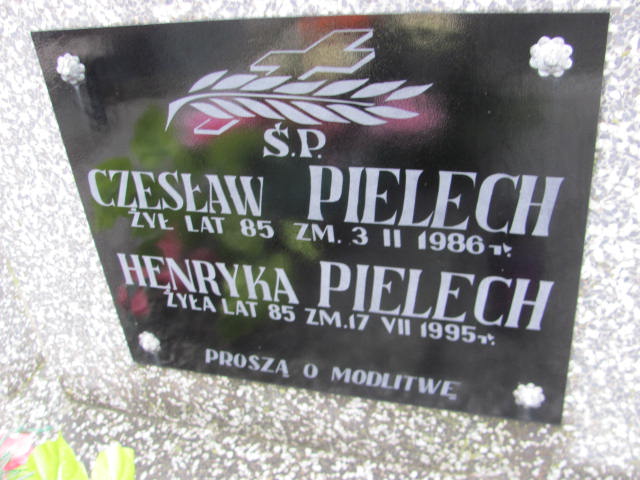 Ś.P.
CZESŁAW PIELECH
ŻYŁ LAT 85 ZM. 3 II 1986 r.
HENRYKA PIELECH
ŻYŁA LAT 85 ZM. 17 VII 1995 r.
PROSZĄ O MODLITWĘ